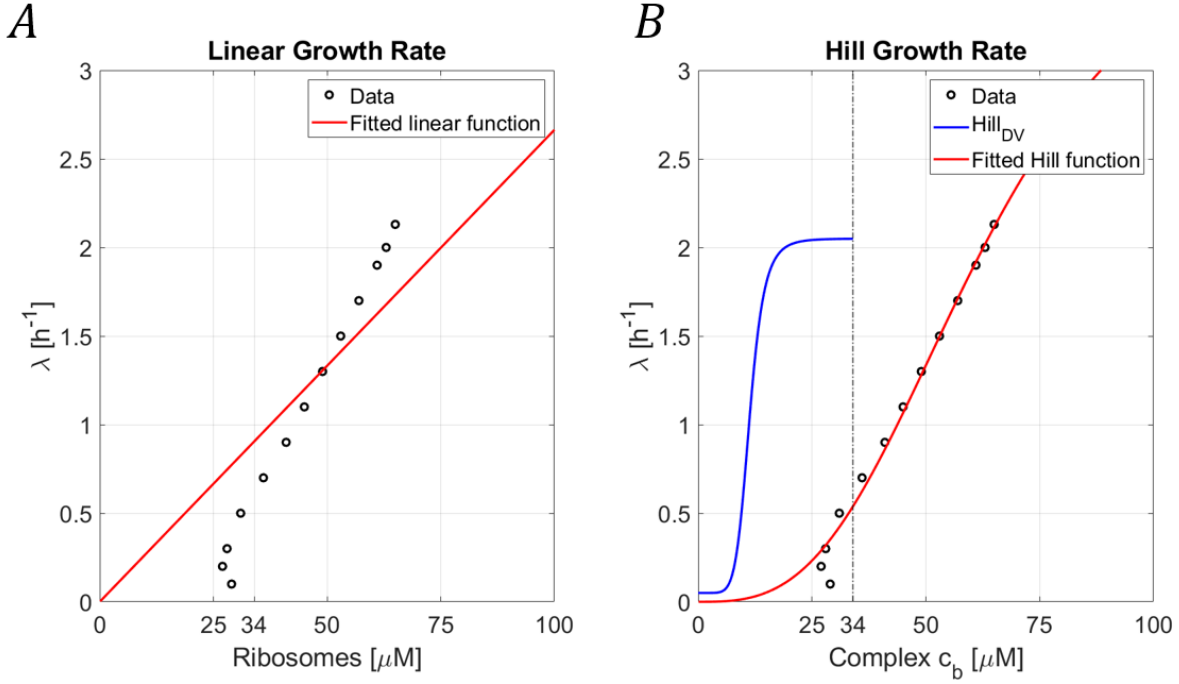 A
Linear Growth Rate
Data
Fitted linear function
3
2.5
2
1.5
1
0.5
0
λ [h⁻¹]
0 25 34 50 75 100
Ribosomes [μM]
B
Hill Growth Rate
Data
Hill_DV
Fitted Hill function
3
2.5
2
1.5
1
0.5
0
λ [h⁻¹]
0 25 34 50 75 100
Complex c_b [μM]